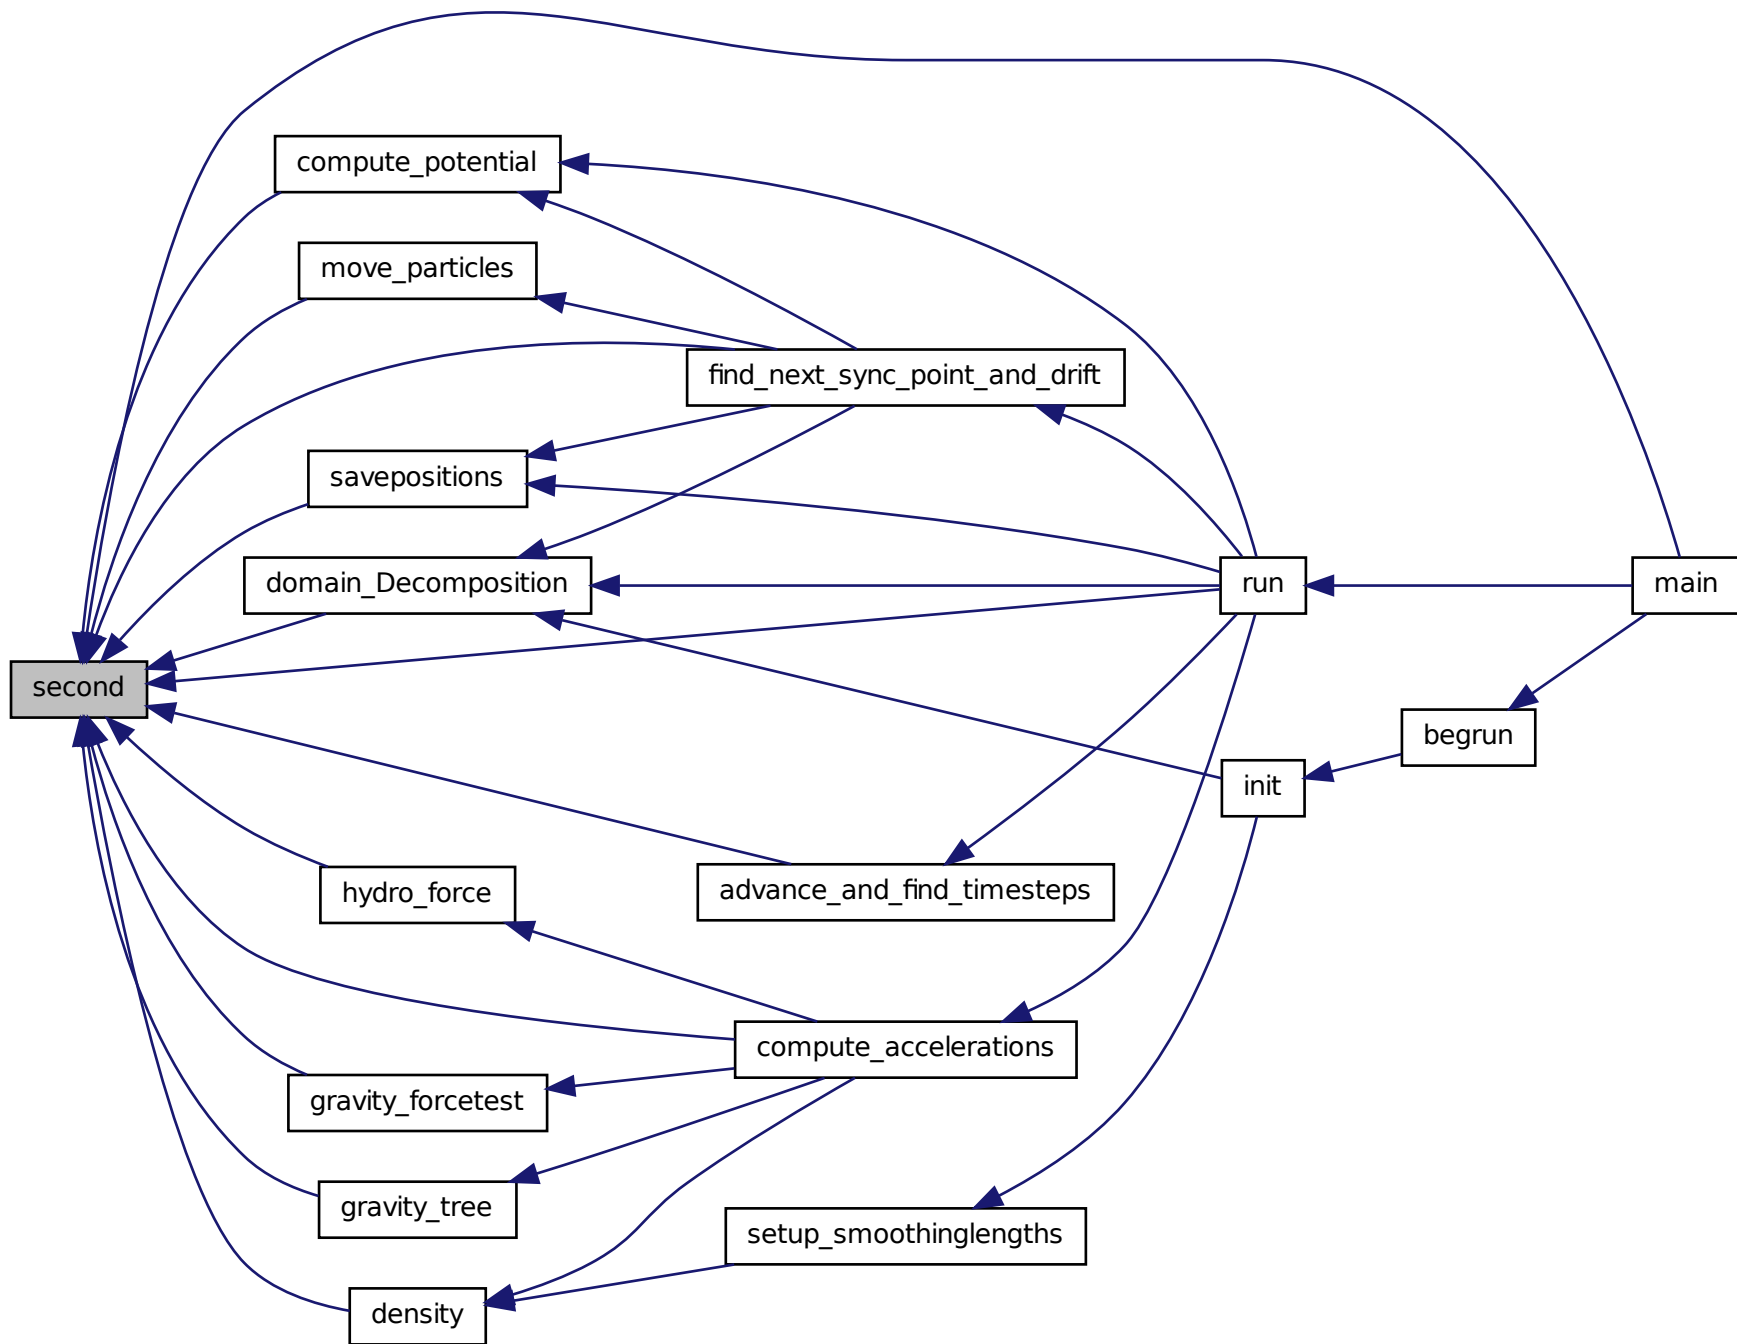 compute_potential
move_particles
find_next_sync_point_and_drift
savepositions
domain_Decomposition
run
main
second
begrun
init
hydro_force
advance_and_find_timesteps
compute_accelerations
gravity_forcetest
gravity_tree
setup_smoothinglengths
density